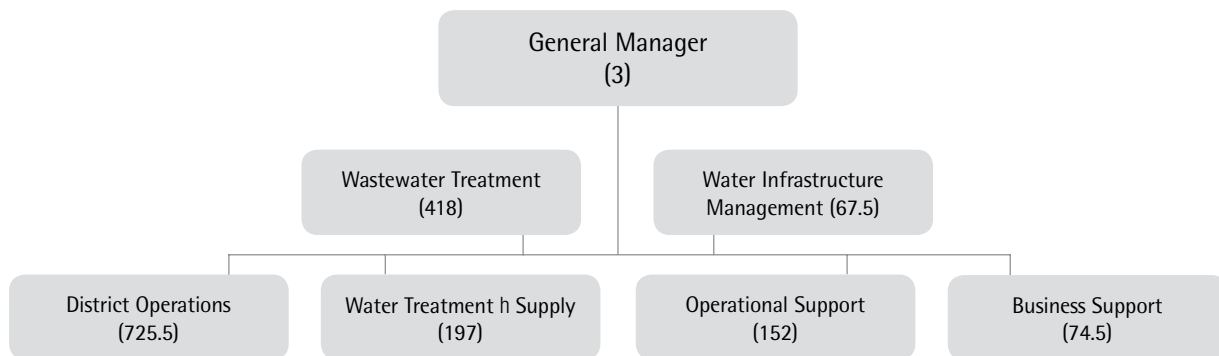 General Manager
(3)
Wastewater Treatment
(418)
Water Infrastructure
Management (67.5)
District Operations
(725.5)
Water Treatment h Supply
(197)
Operational Support
(152)
Business Support
(74.5)